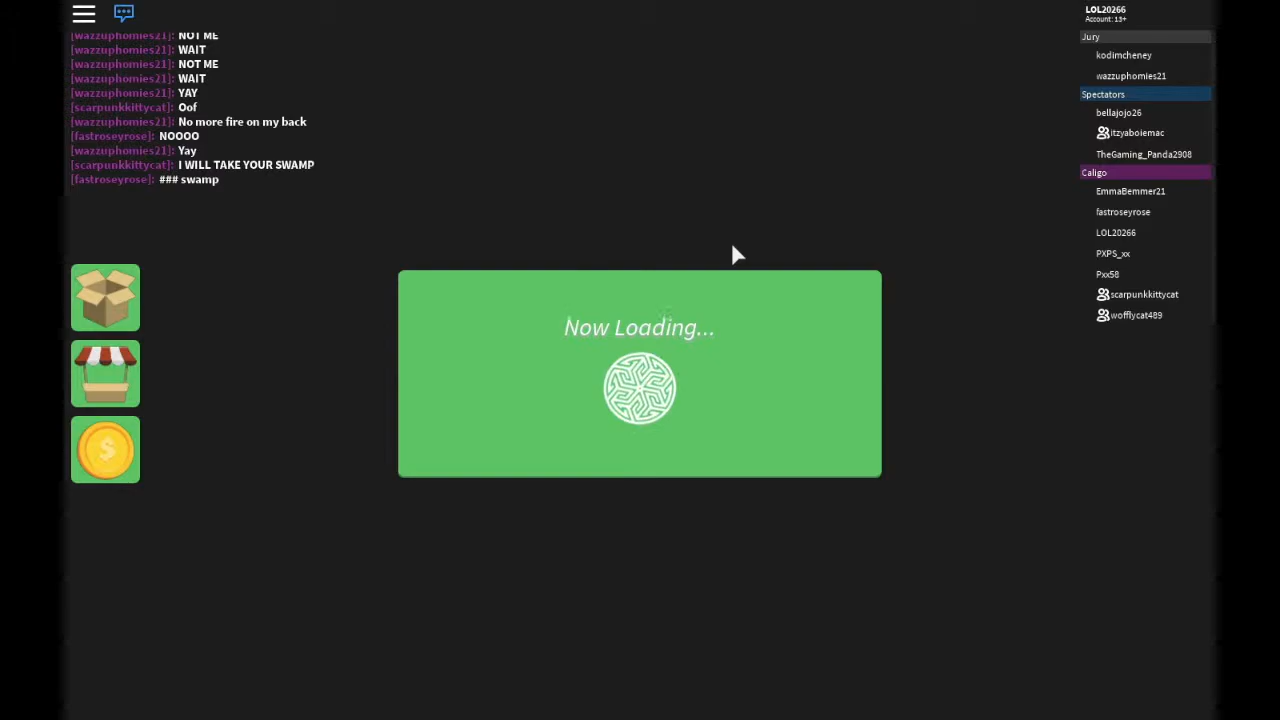 [wazzuphomies21]: NOT ME
[wazzuphomies21]: WAIT
[wazzuphomies21]: NOT ME
[wazzuphomies21]: WAIT
[wazzuphomies21]: YAY
[scarpunkkittycat]: Oof
[wazzuphomies21]: No more fire on my back
[fastroseyrose]: NOOOO
[wazzuphomies21]: Yay
[scarpunkkittycat]: I WILL TAKE YOUR SWAMP
[fastroseyrose]: ### swamp
Now Loading...
$
LOL20266
Account: 13+
Jury
kodimcheney
wazzuphomies21
Spectators
bellajojo26
itzyaboiemac
TheGaming_Panda2908
Caligo
EmmaBemmer21
fastroseyrose
LOL20266
PXPS_xx
Pxx58
scarpunkkittycat
wofflycat489